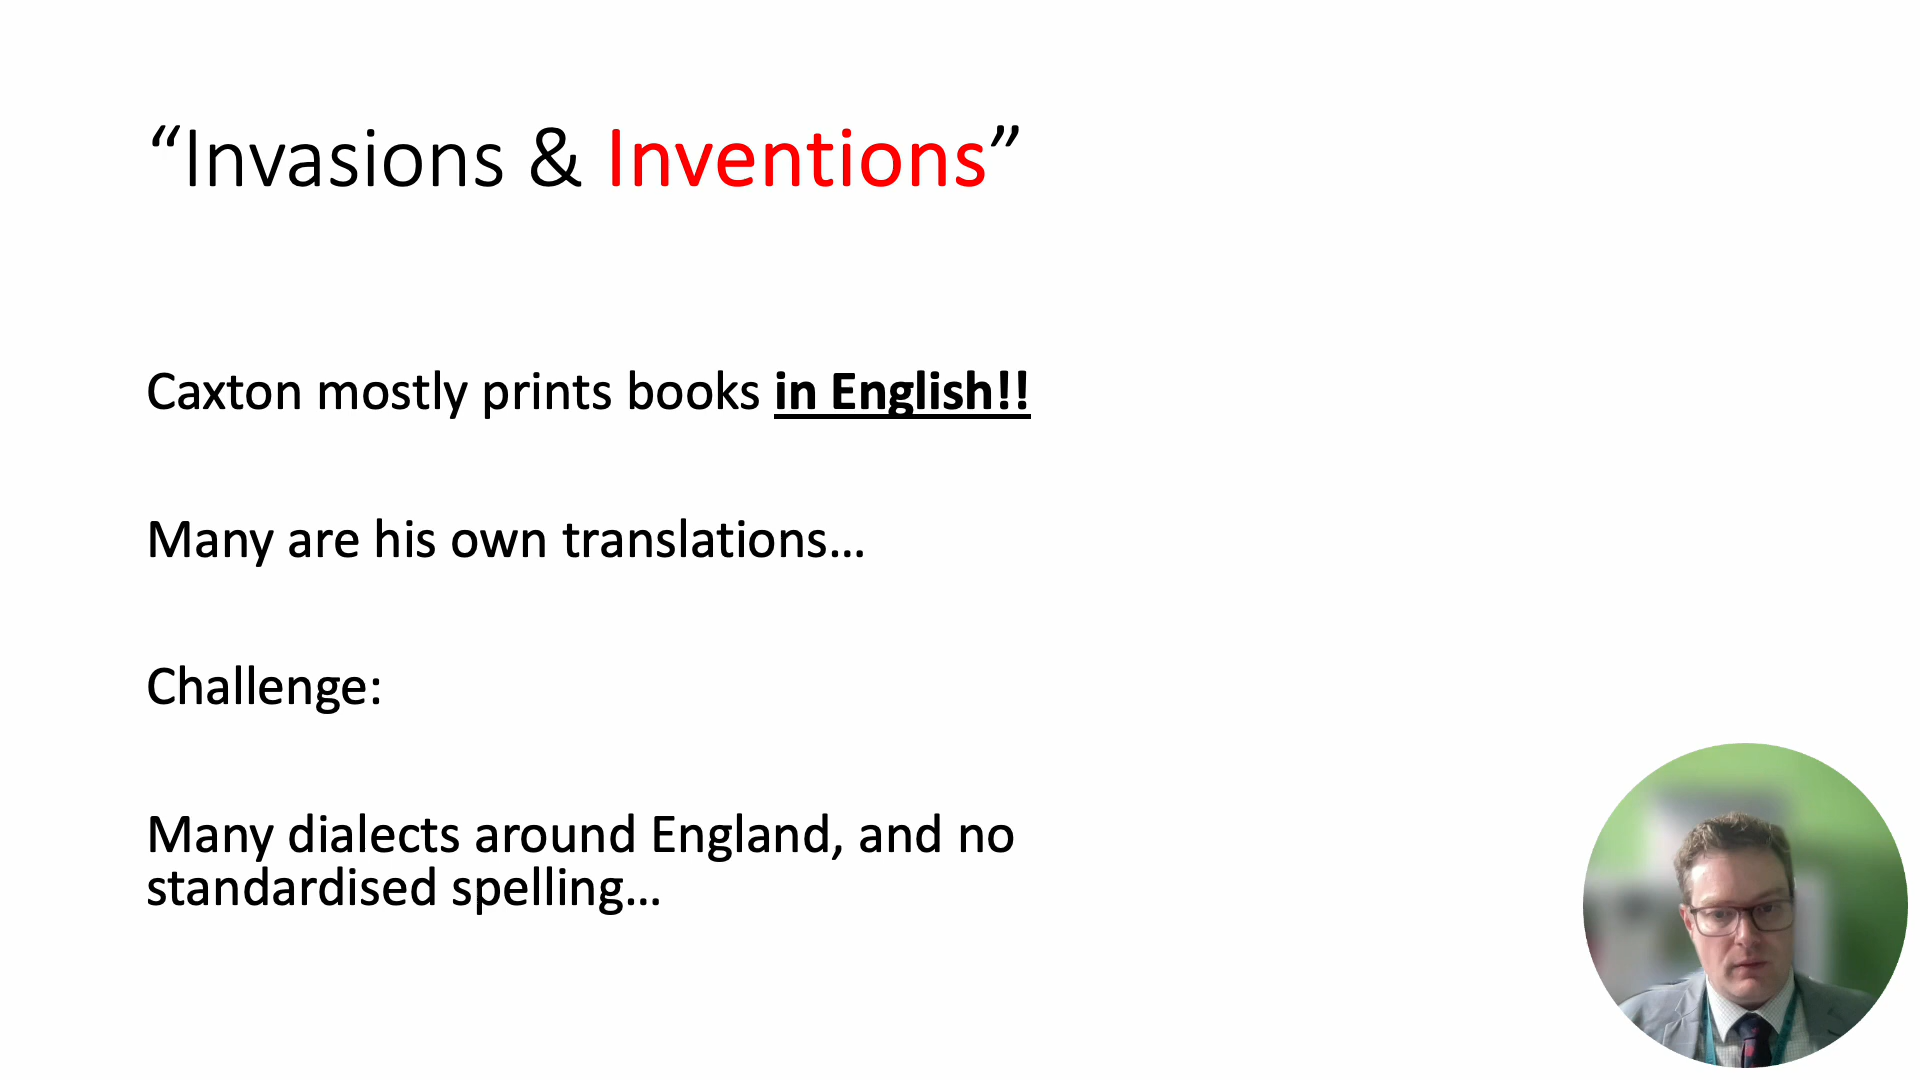 “Invasions & Inventions”
Caxton mostly prints books in English!!
Many are his own translations…
Challenge:
Many dialects around England, and no
standardised spelling…